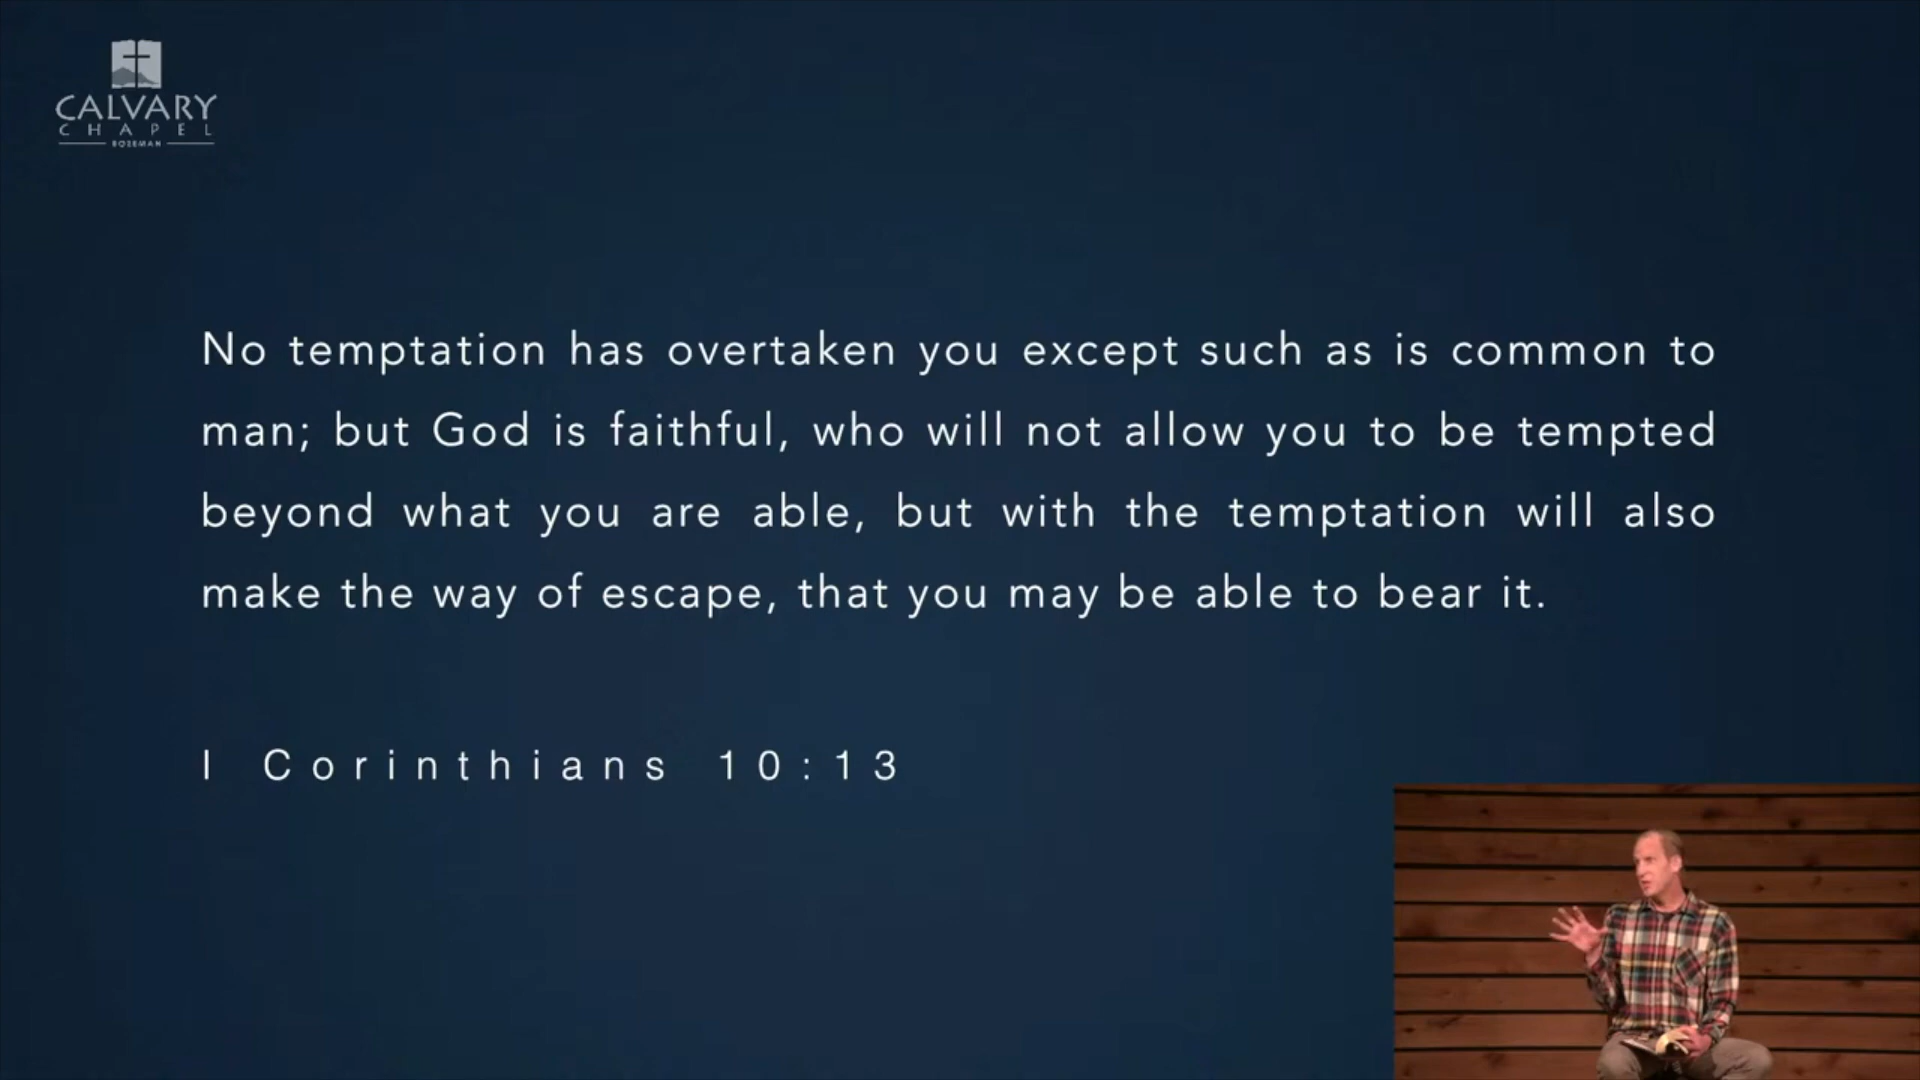 CALVARY
CHAPEL
BOZEMAN
No temptation has overtaken you except such as is common to
man; but God is faithful, who will not allow you to be tempted
beyond what you are able, but with the temptation will also
make the way of escape, that you may be able to bear it.
I Corinthians 10:13